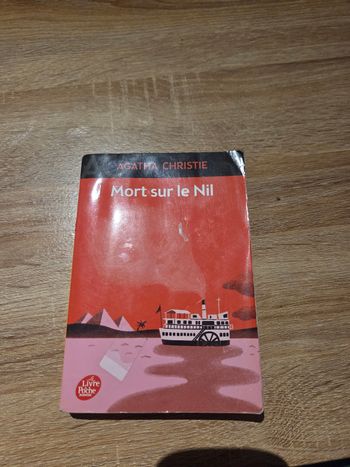 AGATHA CHRISTIE
Mort sur le Nil
Le
Livre
de
Poche